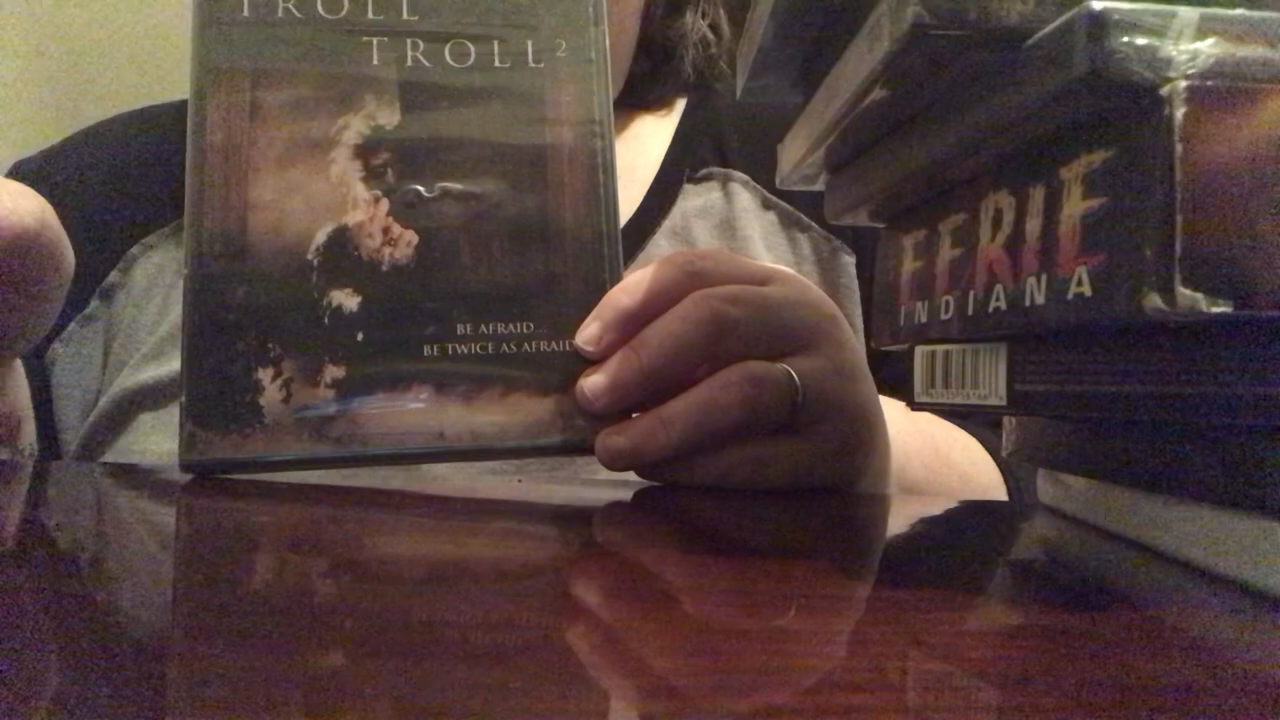 TROLL
TROLL 2
BE AFRAID...
BE TWICE AS AFRAID
EERIE
INDIANA